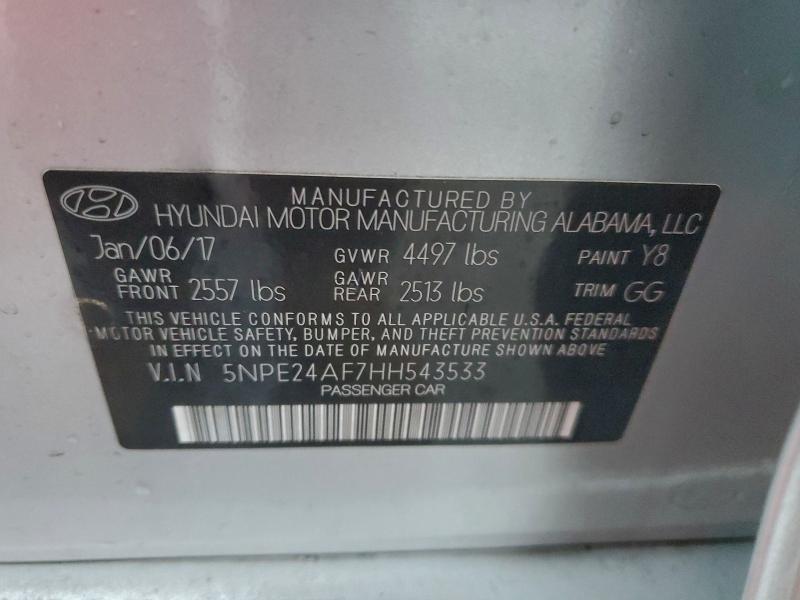 MANUFACTURED BY
HYUNDAI MOTOR MANUFACTURING ALABAMA, LLC
Jan/06/17 GVWR 4497 lbs PAINT Y8
GAWR FRONT 2557 lbs GAWR REAR 2513 lbs TRIM GG
THIS VEHICLE CONFORMS TO ALL APPLICABLE U.S.A. FEDERAL
MOTOR VEHICLE SAFETY, BUMPER, AND THEFT PREVENTION STANDARDS
IN EFFECT ON THE DATE OF MANUFACTURE SHOWN ABOVE.
V.I.N 5NPE24AF7HH543533
PASSENGER CAR